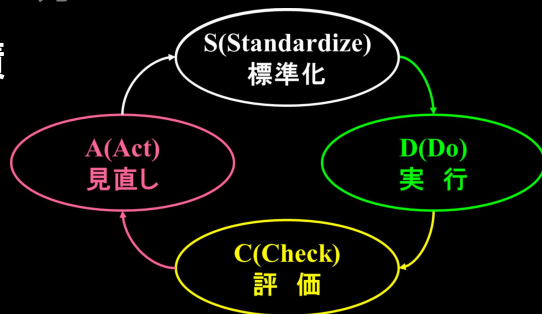 S(Standardize)
標準化
A(Act)
見直し
D(Do)
実　行
C(Check)
評　価